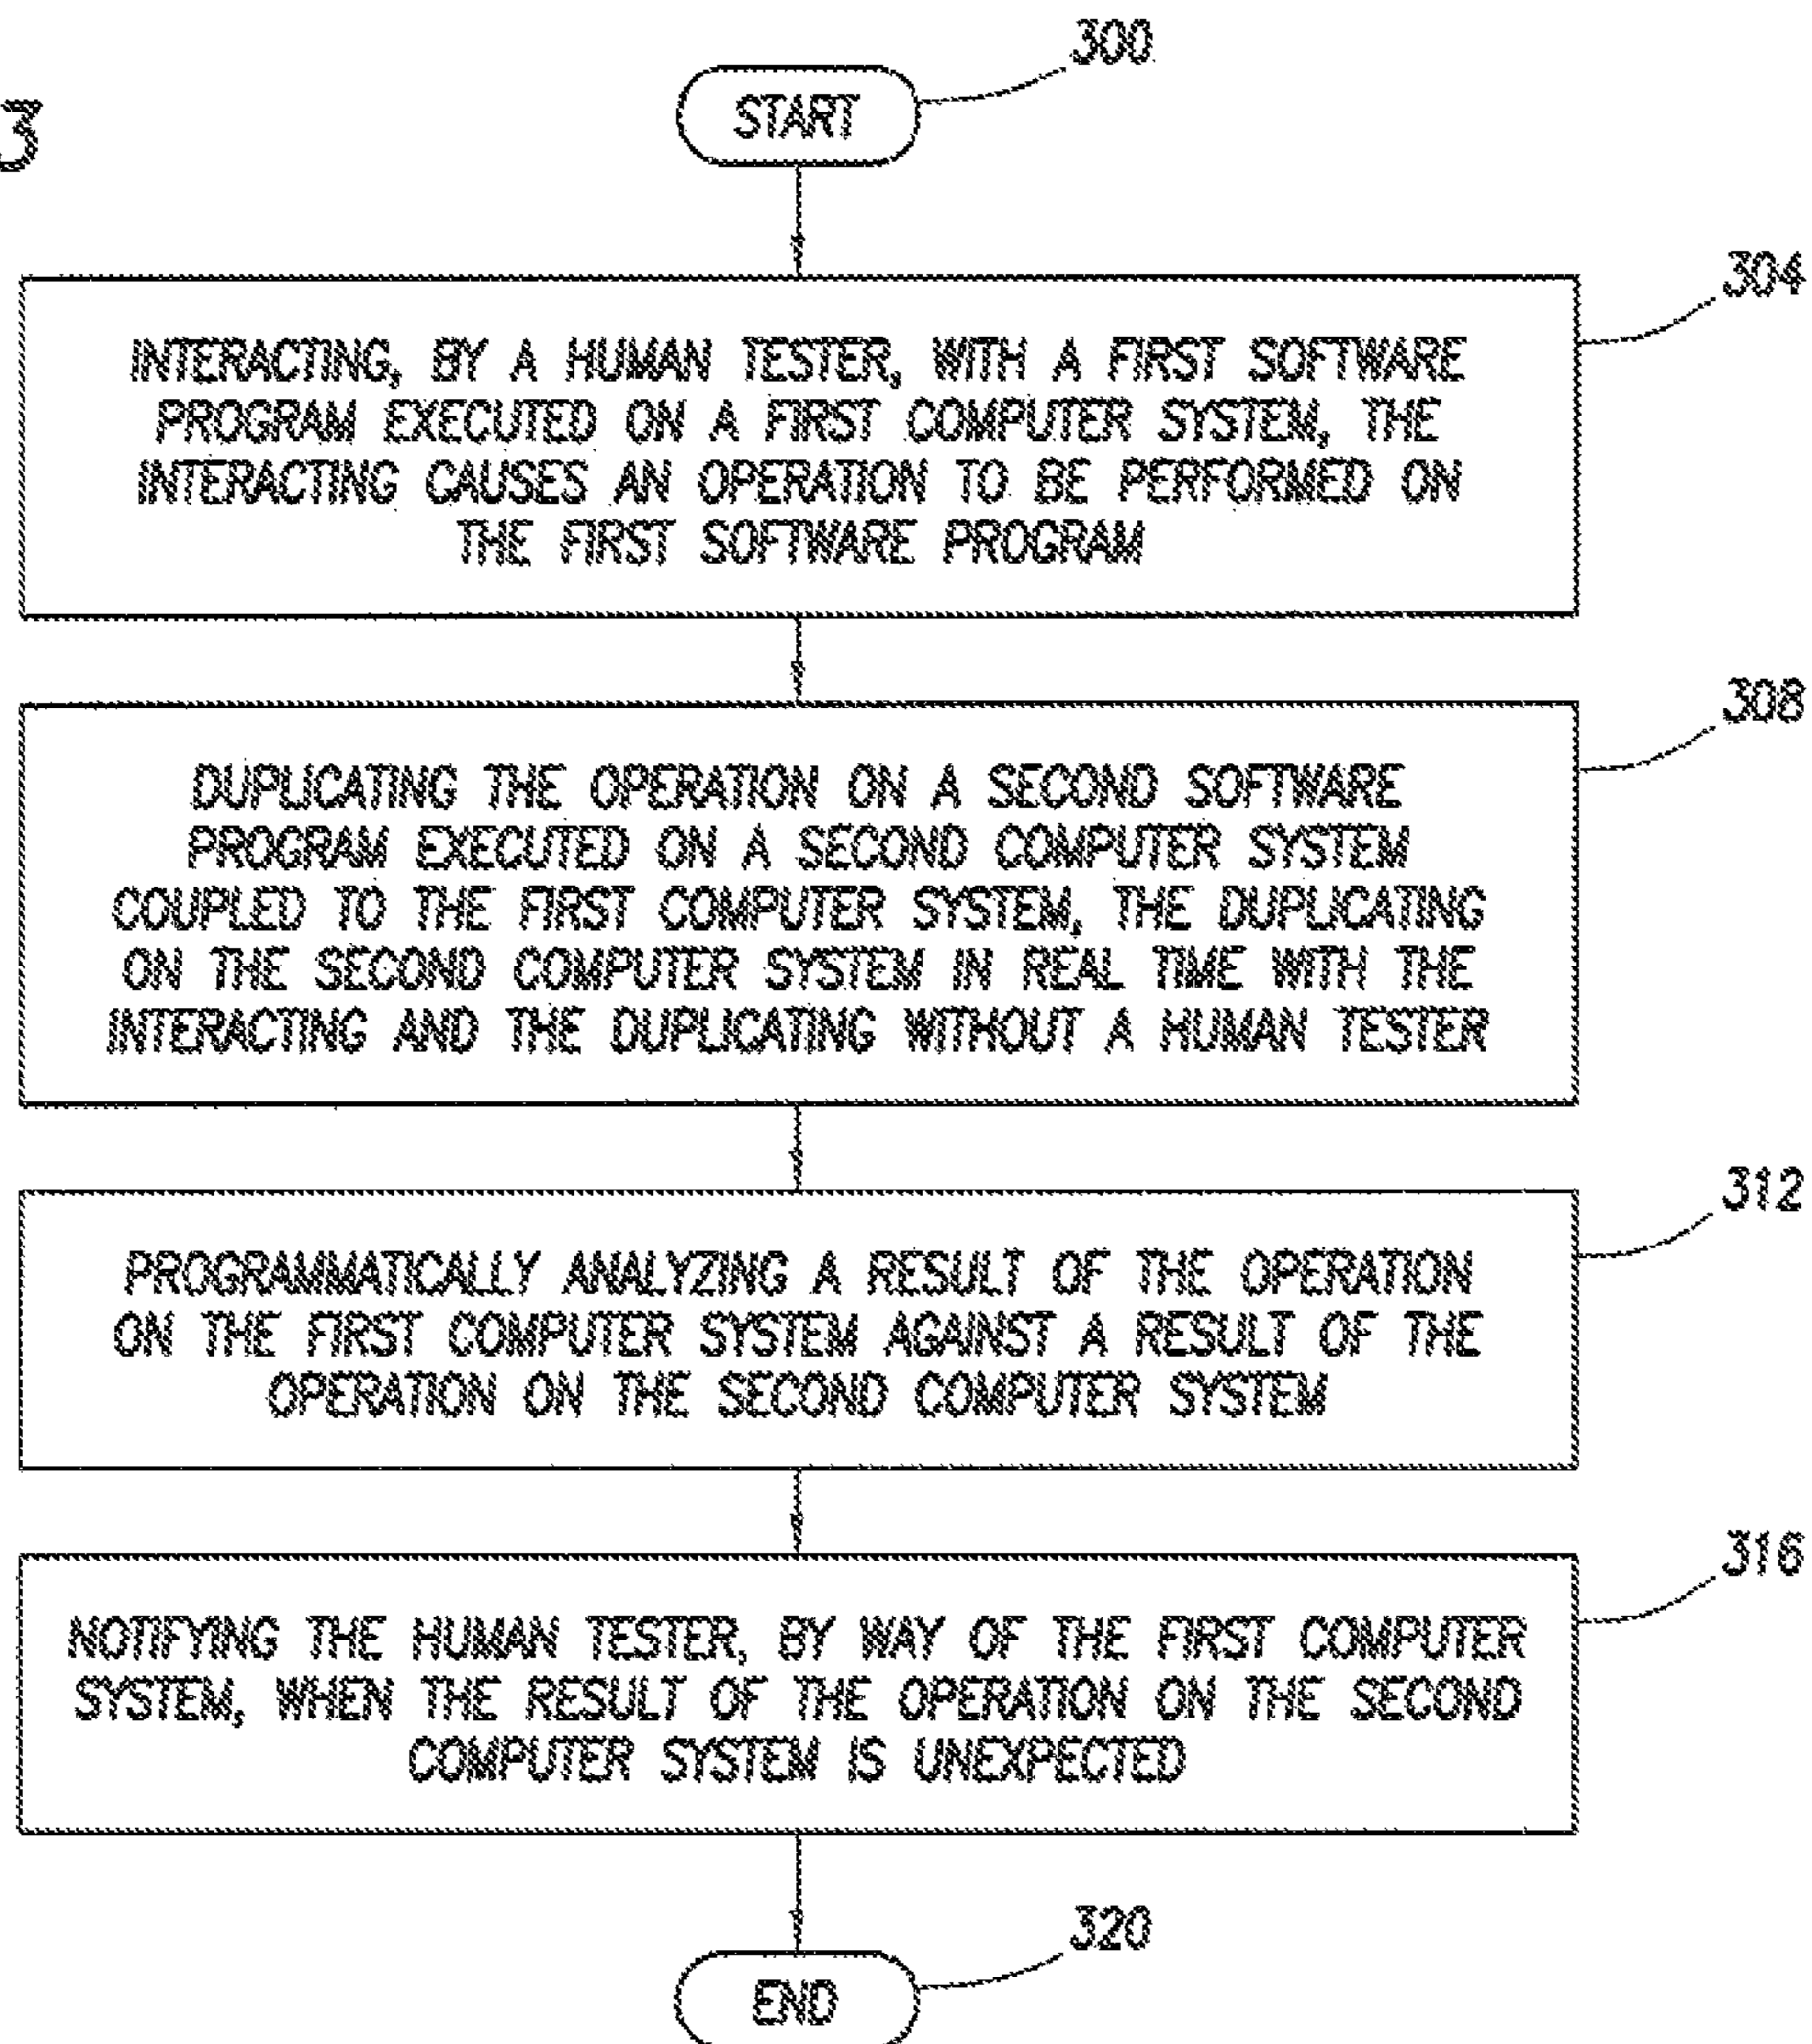 3
300
START
304
INTERACTING, BY A HUMAN TESTER, WITH A FIRST SOFTWARE
PROGRAM EXECUTED ON A FIRST COMPUTER SYSTEM, THE
INTERACTING CAUSES AN OPERATION TO BE PERFORMED ON
THE FIRST SOFTWARE PROGRAM
308
DUPLICATING THE OPERATION ON A SECOND SOFTWARE
PROGRAM EXECUTED ON A SECOND COMPUTER SYSTEM
COUPLED TO THE FIRST COMPUTER SYSTEM, THE DUPLICATING
ON THE SECOND COMPUTER SYSTEM IN REAL TIME WITH THE
INTERACTING AND THE DUPLICATING WITHOUT A HUMAN TESTER
312
PROGRAMMATICALLY ANALYZING A RESULT OF THE OPERATION
ON THE FIRST COMPUTER SYSTEM AGAINST A RESULT OF THE
OPERATION ON THE SECOND COMPUTER SYSTEM
316
NOTIFYING THE HUMAN TESTER, BY WAY OF THE FIRST COMPUTER
SYSTEM, WHEN THE RESULT OF THE OPERATION ON THE SECOND
COMPUTER SYSTEM IS UNEXPECTED
320
END